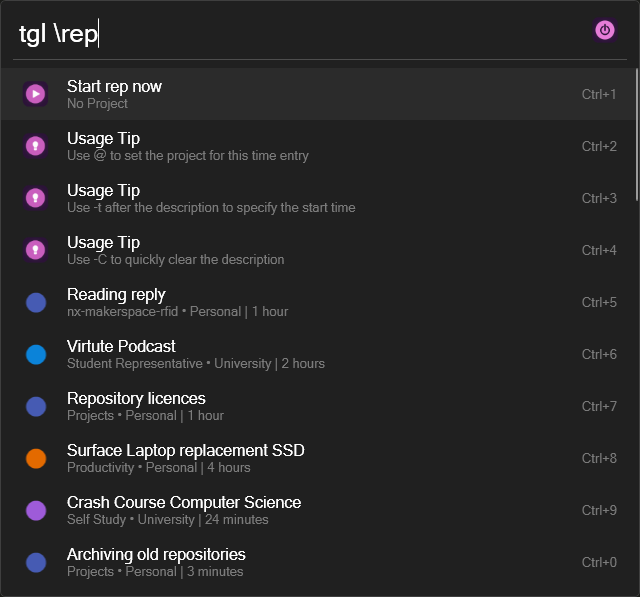 tgl \rep
Start rep now
No Project
Ctrl+1
Usage Tip
Use @ to set the project for this time entry
Ctrl+2
Usage Tip
Use -t after the description to specify the start time
Ctrl+3
Usage Tip
Use -C to quickly clear the description
Ctrl+4
Reading reply
nx-makerspace-rfid • Personal | 1 hour
Ctrl+5
Virtute Podcast
Student Representative • University | 2 hours
Ctrl+6
Repository licences
Projects • Personal | 1 hour
Ctrl+7
Surface Laptop replacement SSD
Productivity • Personal | 4 hours
Ctrl+8
Crash Course Computer Science
Self Study • University | 24 minutes
Ctrl+9
Archiving old repositories
Projects • Personal | 3 minutes
Ctrl+0